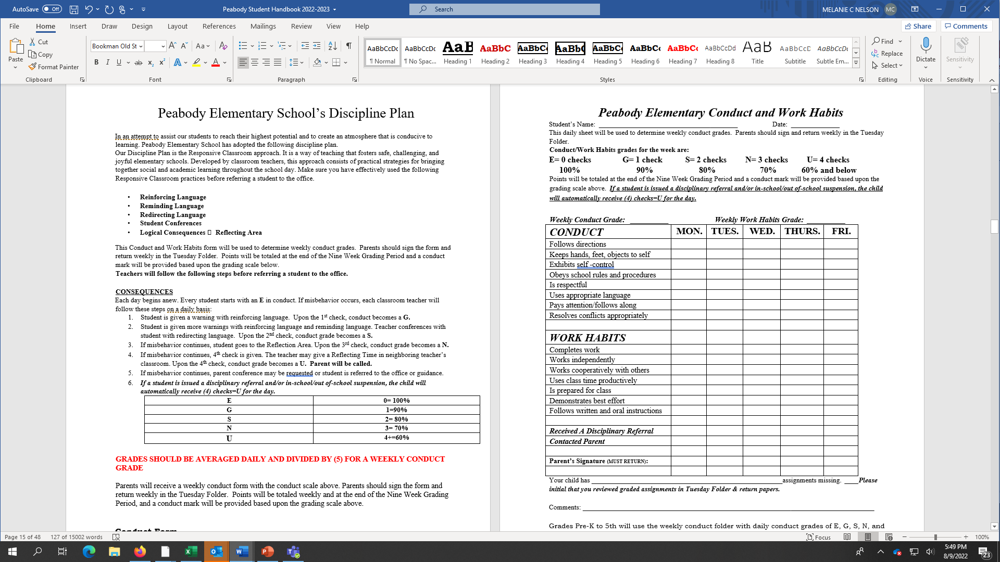 AutoSave Off
Peabody Student Handbook 2022-2023
Search
MELANIE C NELSON MC
File Home Insert Draw Design Layout References Mailings Review View Help
Share Comments
Paste
Cut
Copy
Format Painter
Clipboard
Bookman Old St
Aa
B I U ab x₂ x² A A
Font
Paragraph
AaBbCcDc ¶ Normal
AaBbCcDc ¶ No Spac...
AaB Heading 1
AaBbC Heading 2
AaBbC Heading 3
AaBbC Heading 4
AaBbC Heading 5
AaBbC Heading 6
AaBbC Heading 7
AaBbCcDd Heading 8
AaB Title
AaBbCcD Subtitle
AaBbCcDc Subtle Em...
Styles
Find
Replace
Select
Editing
Dictate
Voice
Sensitivity
Sensitivity
Peabody Elementary School’s Discipline Plan
In an attempt to assist our students to reach their highest potential and to create an atmosphere that is conducive to
learning. Peabody Elementary School has adopted the following discipline plan.
Our Discipline Plan is the Responsive Classroom approach. It is a way of teaching that fosters safe, challenging, and
joyful elementary schools. Developed by classroom teachers, this approach consists of practical strategies for bringing
together social and academic learning throughout the school day. Make sure you have effectively used the following
Responsive Classroom practices before referring a student to the office.
• Reinforcing Language
• Reminding Language
• Redirecting Language
• Student Conferences
• Logical Consequences  Reflecting Area
This Conduct and Work Habits form will be used to determine weekly conduct grades. Parents should sign the form and
return weekly in the Tuesday Folder. Points will be totaled at the end of the Nine Week Grading Period and a conduct
mark will be provided based upon the grading scale below.
Teachers will follow the following steps before referring a student to the office.
CONSEQUENCES
Each day begins anew. Every student starts with an E in conduct. If misbehavior occurs, each classroom teacher will
follow these steps on a daily basis:
1. Student is given a warning with reinforcing language. Upon the 1st check, conduct becomes a G.
2. Student is given more warnings with reinforcing language and reminding language. Teacher conferences with
student with redirecting language. Upon the 2nd check, conduct grade becomes a S.
3. If misbehavior continues, student goes to the Reflection Area. Upon the 3rd check, conduct grade becomes a N.
4. If misbehavior continues, 4th check is given. The teacher may give a Reflecting Time in neighboring teacher’s
classroom. Upon the 4th check, conduct grade becomes a U. Parent will be called.
5. If misbehavior continues, parent conference may be requested or student is referred to the office or guidance.
6. If a student is issued a disciplinary referral and/or in-school/out of-school suspension, the child will
automatically receive (4) checks=U for the day.
E 0= 100%
G 1=90%
S 2= 80%
N 3= 70%
U 4+=60%
GRADES SHOULD BE AVERAGED DAILY AND DIVIDED BY (5) FOR A WEEKLY CONDUCT
GRADE
Parents will receive a weekly conduct form with the conduct scale above. Parents should sign the form and
return weekly in the Tuesday Folder. Points will be totaled weekly and at the end of the Nine Week Grading
Period, and a conduct mark will be provided based upon the grading scale above.
Conduct Form
Peabody Elementary Conduct and Work Habits
Student’s Name: ____ Date: ____
This daily sheet will be used to determine weekly conduct grades. Parents should sign and return weekly in the Tuesday
Folder.
Conduct/Work Habits grades for the week are:
E= 0 checks G= 1 check S= 2 checks N= 3 checks U= 4 checks
100% 90% 80% 70% 60% and below
Points will be totaled at the end of the Nine Week Grading Period and a conduct mark will be provided based upon the
grading scale above. If a student is issued a disciplinary referral and/or in-school/out of-school suspension, the child
will automatically receive (4) checks=U for the day.
Weekly Conduct Grade: ____ Weekly Work Habits Grade: ____
CONDUCT MON. TUES. WED. THURS. FRI.
Follows directions
Keeps hands, feet, objects to self
Exhibits self -control
Obeys school rules and procedures
Is respectful
Uses appropriate language
Pays attention/follows along
Resolves conflicts appropriately
WORK HABITS
Completes work
Works independently
Works cooperatively with others
Uses class time productively
Is prepared for class
Demonstrates best effort
Follows written and oral instructions
Received A Disciplinary Referral
Contacted Parent
Parent’s Signature (MUST RETURN):
Your child has ____ assignments missing. ____Please
initial that you reviewed graded assignments in Tuesday Folder & return papers.
Comments: ____
Grades Pre-K to 5th will use the weekly conduct folder with daily conduct grades of E, G, S, N, and
Page 15 of 48 127 of 15002 words
Focus
100%
5:49 PM
8/9/2022
23